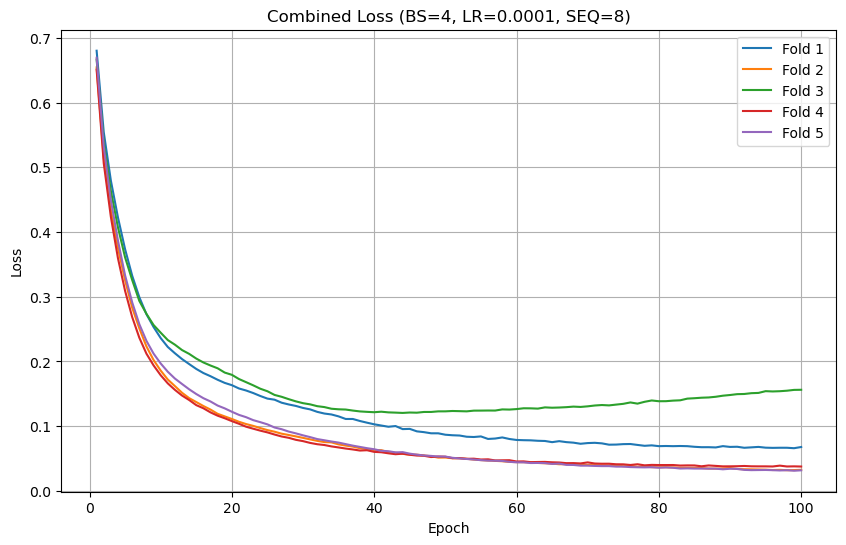 Combined Loss (BS=4, LR=0.0001, SEQ=8)
Fold 1
Fold 2
Fold 3
Fold 4
Fold 5
Loss
0.7
0.6
0.5
0.4
0.3
0.2
0.1
0.0
0
20
40
60
80
100
Epoch